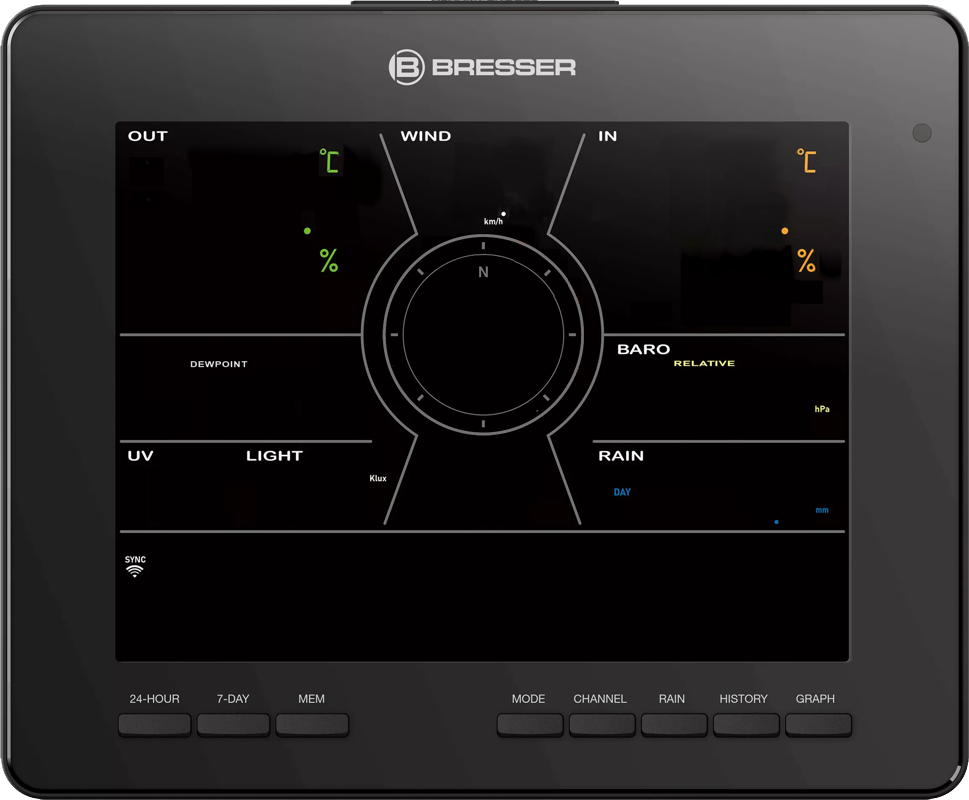 BRESSER
OUT WIND IN
°C °C
km/h
% %
N
BARO
DEWPOINT RELATIVE
hPa
UV LIGHT RAIN
Klux
DAY
mm
SYNC
24-HOUR 7-DAY MEM MODE CHANNEL RAIN HISTORY GRAPH